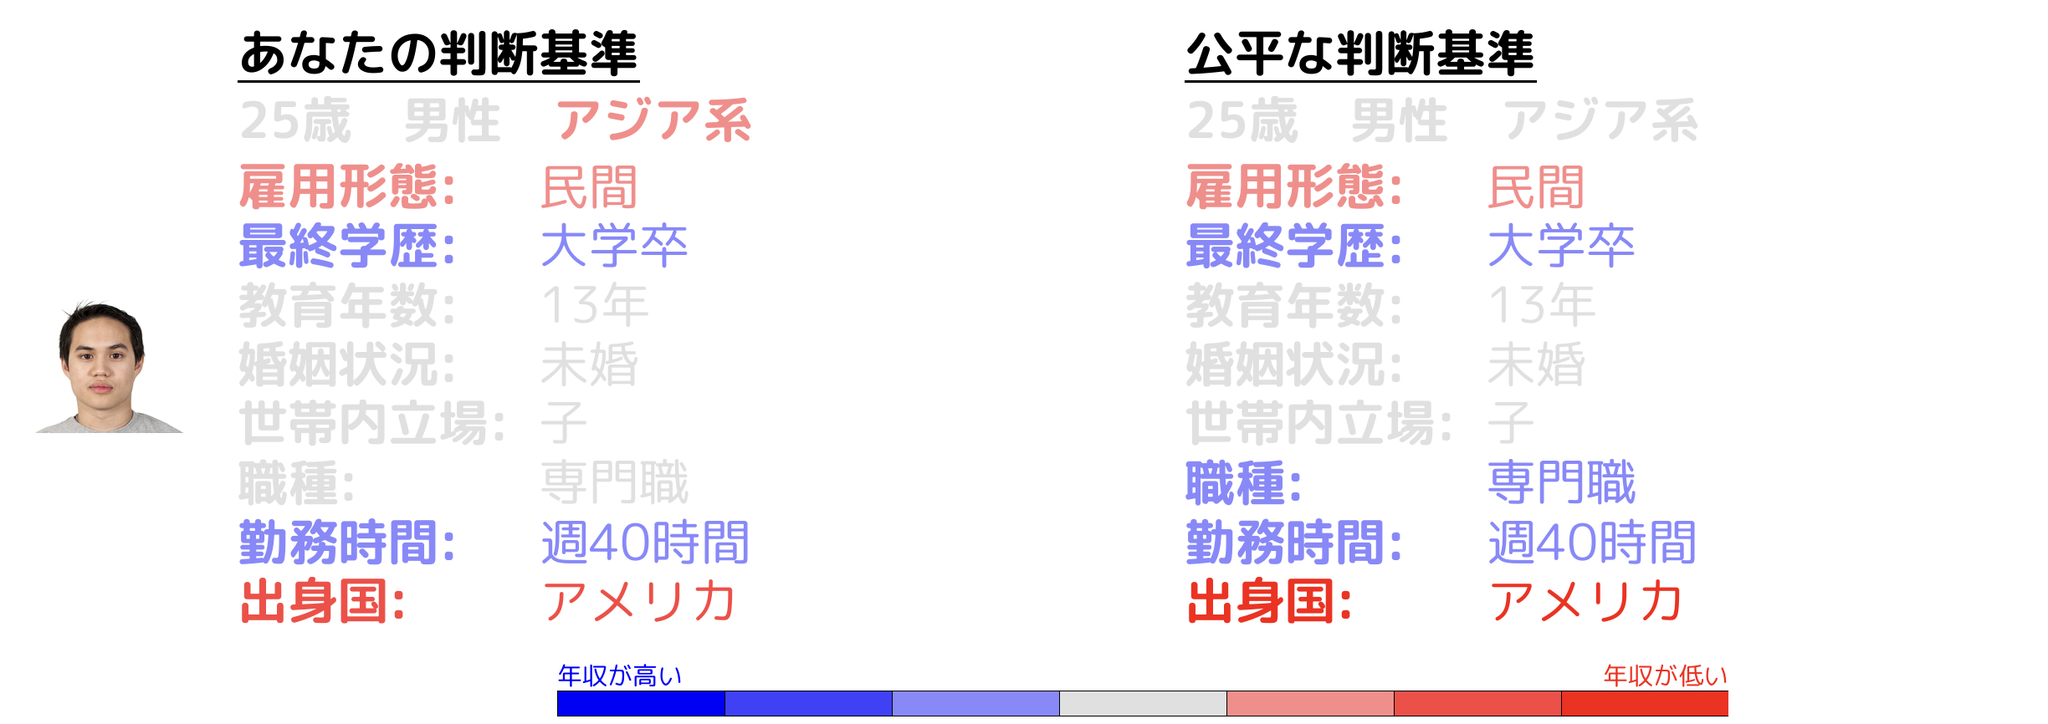 あなたの判断基準
25歳 男性 アジア系
雇用形態: 民間
最終学歴: 大学卒
教育年数: 13年
婚姻状況: 未婚
世帯内立場: 子
職種: 専門職
勤務時間: 週40時間
出身国: アメリカ
公平な判断基準
25歳 男性 アジア系
雇用形態: 民間
最終学歴: 大学卒
教育年数: 13年
婚姻状況: 未婚
世帯内立場: 子
職種: 専門職
勤務時間: 週40時間
出身国: アメリカ
年収が高い
年収が低い